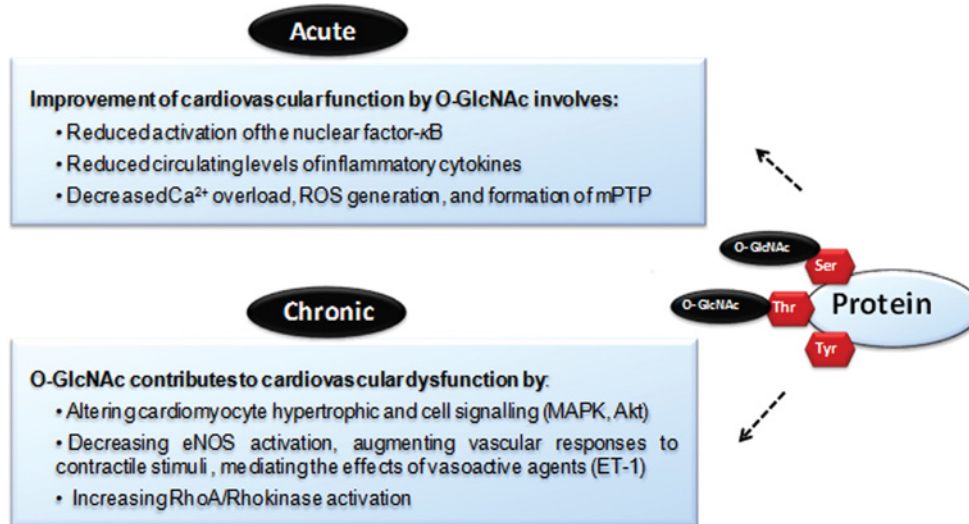 Acute
Improvement of cardiovascular function by O-GlcNAc involves:
• Reduced activation of the nuclear factor-κB
• Reduced circulating levels of inflammatory cytokines
• Decreased Ca²⁺ overload, ROS generation, and formation of mPTP
O-GlcNAc
Ser
O-GlcNAc
Thr
Protein
Tyr
Chronic
O-GlcNAc contributes to cardiovascular dysfunction by:
• Altering cardiomyocyte hypertrophic and cell signalling (MAPK, Akt)
• Decreasing eNOS activation, augmenting vascular responses to
contractile stimuli , mediating the effects of vasoactive agents (ET-1)
• Increasing RhoA/Rhokinase activation